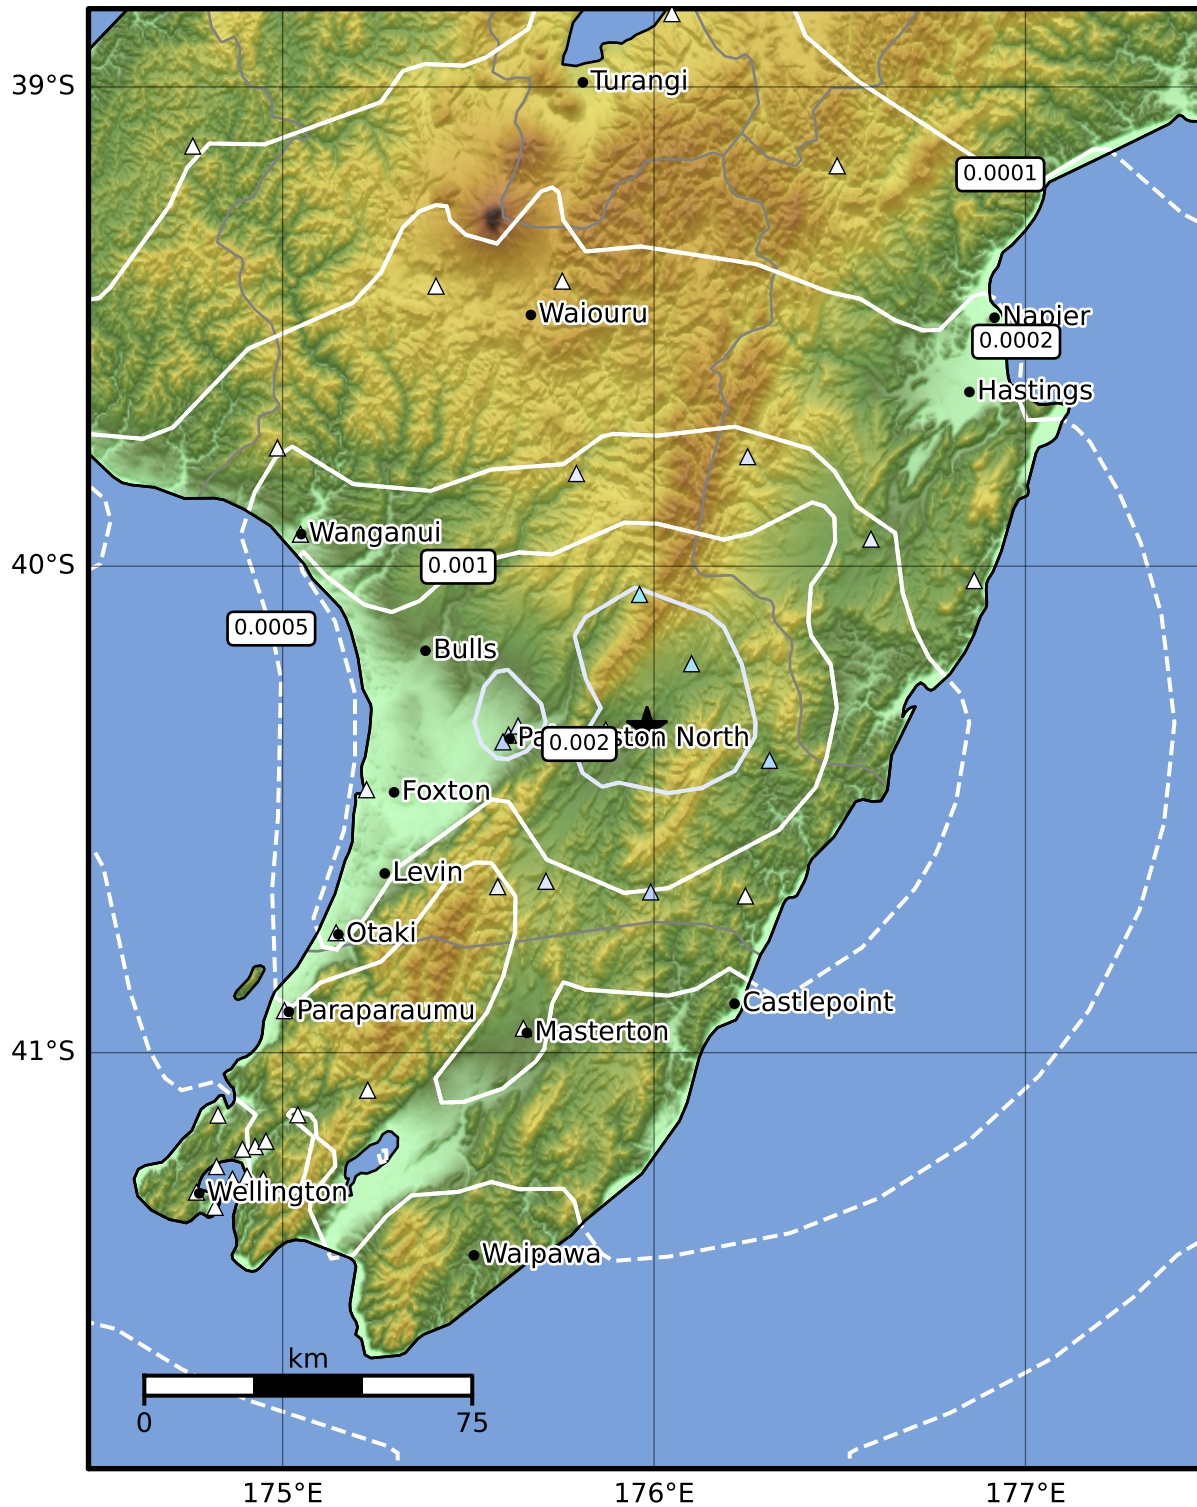 39°S
Turangi
0.0001
Waiouru
Napier
0.0002
Hastings
Wanganui
40°S
0.001
0.0005
Bulls
North
0.002
Foxton
Levin
Otaki
Paraparaumu
Castlepoint
Masterton
41°S
Wellington
Waipawa
km
0
75
175°E
176°E
177°E